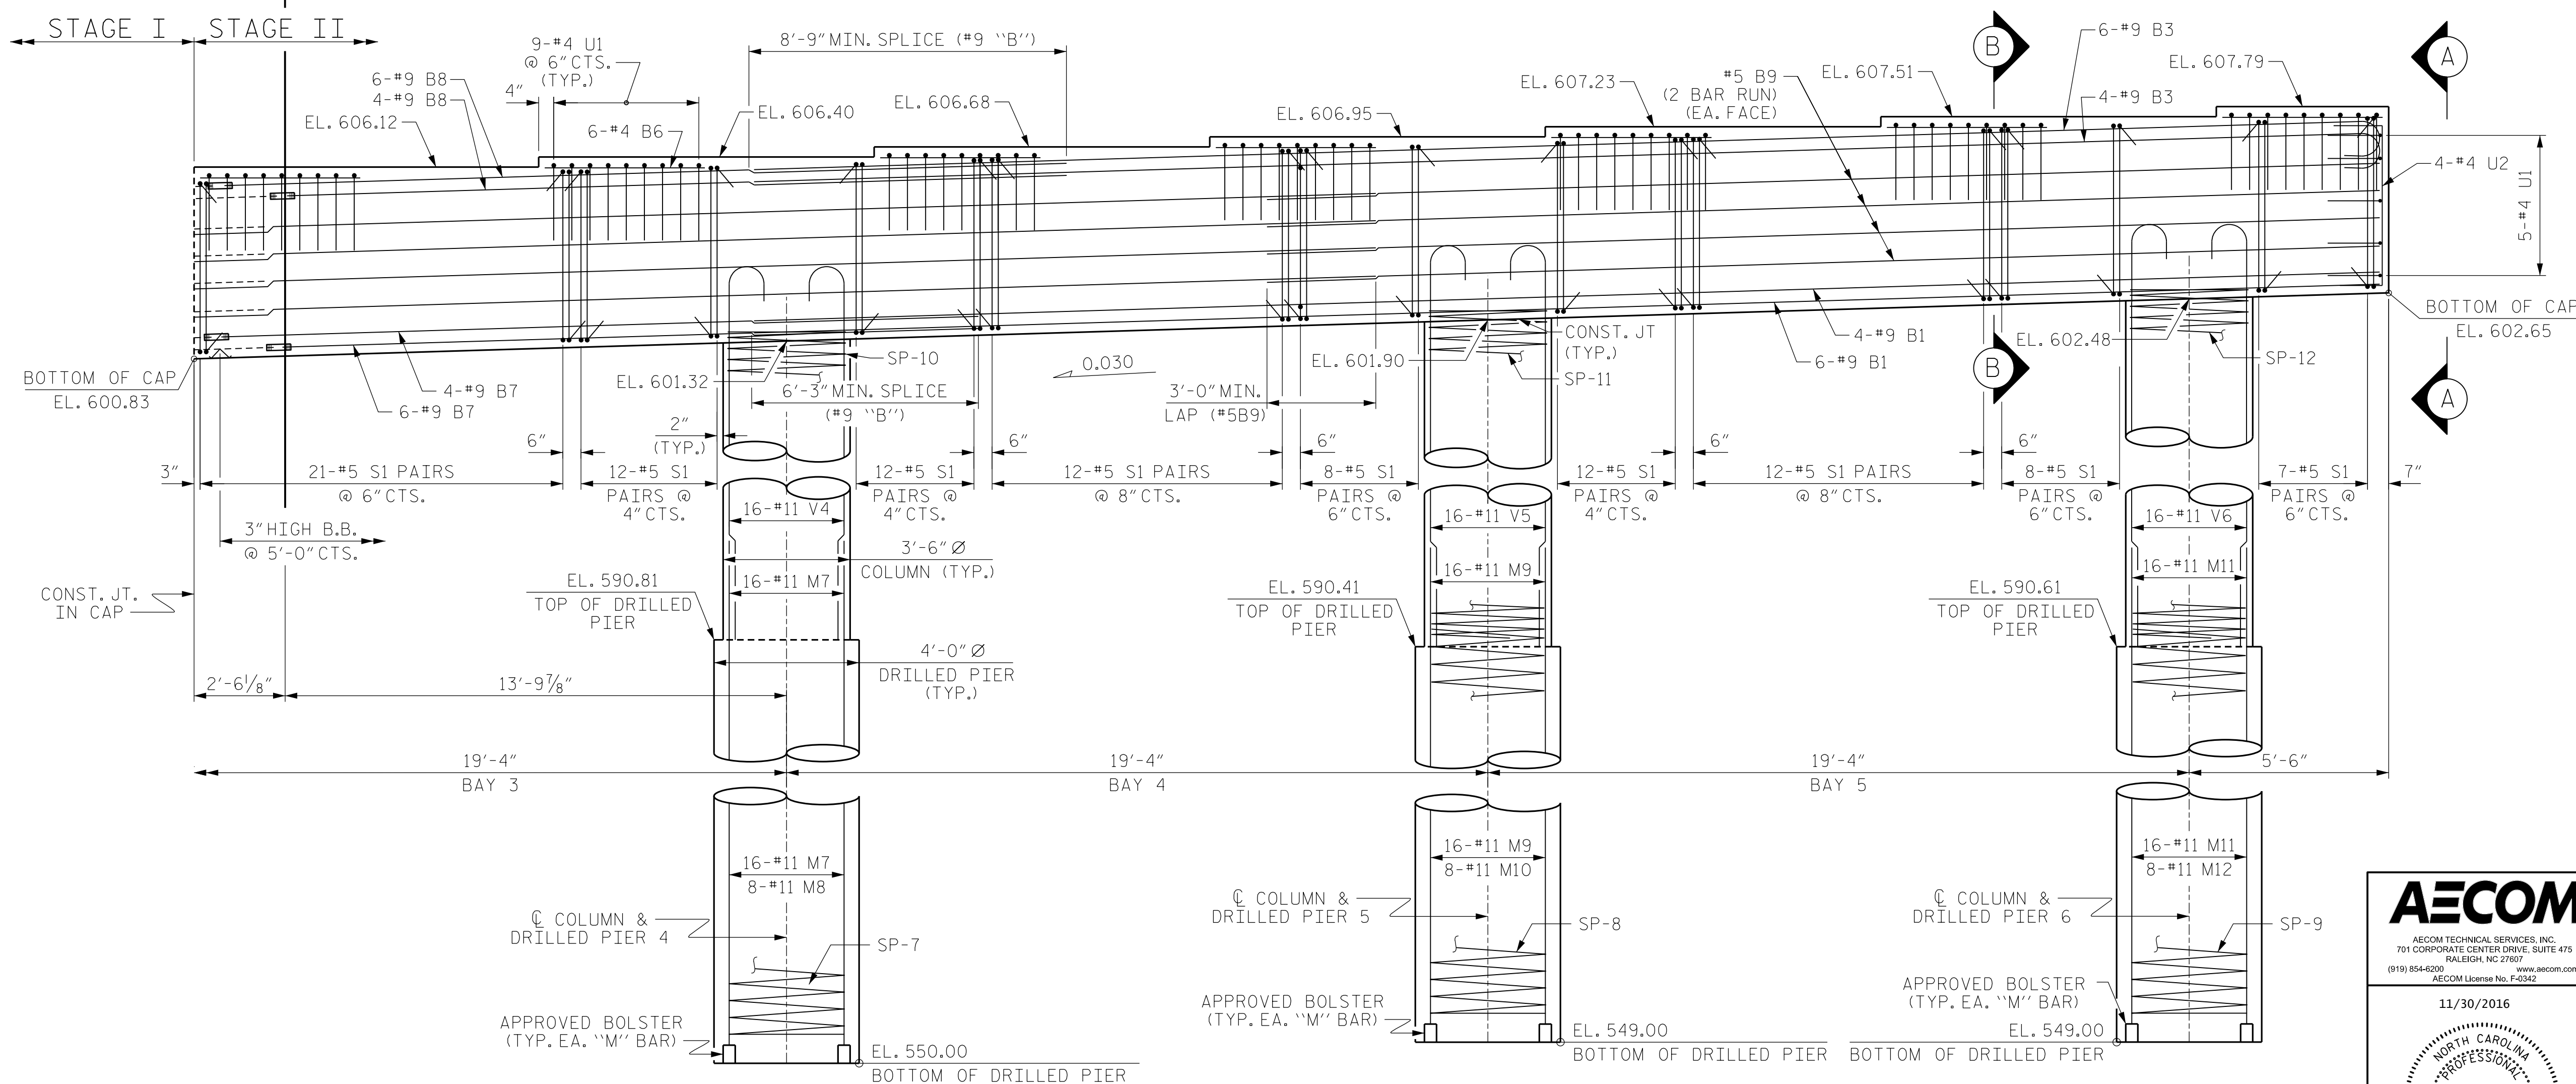 STAGE I
STAGE II
9-#4 U1
@ 6" CTS.
(TYP.)
4"
6-#9 B8
4-#9 B8
EL. 606.12
6-#4 B6
8'-9" MIN. SPLICE (#9 "B")
EL. 606.40
EL. 606.68
EL. 606.95
EL. 607.23
#5 B9
(2 BAR RUN)
(EA. FACE)
EL. 607.51
B
6-#9 B3
4-#9 B3
EL. 607.79
A
4-#4 U2
5-#4 U1
BOTTOM OF CAP
EL. 602.65
BOTTOM OF CAP
EL. 600.83
4-#9 B7
6-#9 B7
EL. 601.32
SP-10
6'-3" MIN. SPLICE
(#9 "B")
0.030
3'-0" MIN.
LAP (#5B9)
EL. 601.90
CONST. JT
(TYP.)
SP-11
4-#9 B1
6-#9 B1
EL. 602.48
B
SP-12
A
3"
21-#5 S1 PAIRS
@ 6" CTS.
6"
12-#5 S1
PAIRS @
4" CTS.
2"
(TYP.)
12-#5 S1
PAIRS @
4" CTS.
6"
12-#5 S1 PAIRS
@ 8" CTS.
6"
8-#5 S1
PAIRS @
6" CTS.
12-#5 S1
PAIRS @
4" CTS.
6"
12-#5 S1 PAIRS
@ 8" CTS.
6"
8-#5 S1
PAIRS @
6" CTS.
7-#5 S1
PAIRS @
6" CTS.
7"
3" HIGH B.B.
@ 5'-0" CTS.
CONST. JT.
IN CAP
16-#11 V4
3'-6" Ø
COLUMN (TYP.)
16-#11 M7
EL. 590.81
TOP OF DRILLED
PIER
4'-0" Ø
DRILLED PIER
(TYP.)
16-#11 V5
16-#11 M9
EL. 590.41
TOP OF DRILLED
PIER
16-#11 V6
16-#11 M11
EL. 590.61
TOP OF DRILLED
PIER
2'-6 1/8"
13'-9 7/8"
19'-4"
BAY 3
19'-4"
BAY 4
19'-4"
BAY 5
5'-6"
16-#11 M7
8-#11 M8
℄ COLUMN &
DRILLED PIER 4
SP-7
APPROVED BOLSTER
(TYP. EA. "M" BAR)
EL. 550.00
BOTTOM OF DRILLED PIER
16-#11 M9
8-#11 M10
℄ COLUMN &
DRILLED PIER 5
SP-8
APPROVED BOLSTER
(TYP. EA. "M" BAR)
EL. 549.00
BOTTOM OF DRILLED PIER
16-#11 M11
8-#11 M12
℄ COLUMN &
DRILLED PIER 6
SP-9
APPROVED BOLSTER
(TYP. EA. "M" BAR)
EL. 549.00
BOTTOM OF DRILLED PIER
AECOM
AECOM TECHNICAL SERVICES, INC.
701 CORPORATE CENTER DRIVE, SUITE 475
RALEIGH, NC 27607
(919) 854-6200 www.aecom.com
AECOM License No. F-0342
11/30/2016
NORTH CAROLINA
PROFESSIONAL